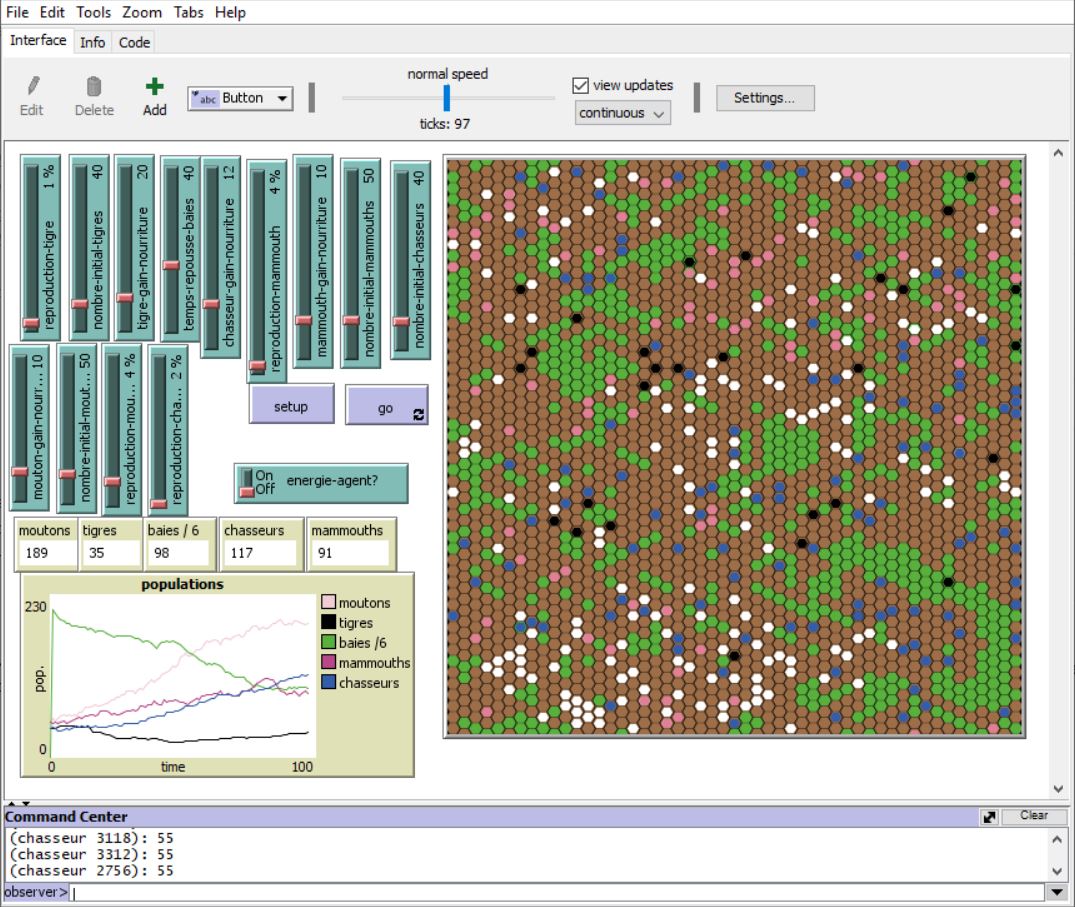 File Edit Tools Zoom Tabs Help
Interface Info Code
Edit Delete Add abc Button normal speed ticks: 97 view updates continuous Settings...
reproduction-tigre 1 %
nombre-initial-tigres 40
tigre-gain-nourriture 20
temps-repousse-baies 40
chasseur-gain-nourriture 12
reproduction-mammouth 4 %
mammouth-gain-nourriture 10
nombre-initial-mammouths 50
nombre-initial-chasseurs 40
mouton-gain-nourr... 10
nombre-initial-mout... 50
reproduction-mou... 4 %
reproduction-cha... 2 %
setup go
On
Off
energie-agent?
moutons tigres baies / 6 chasseurs mammouths
189 35 98 117 91
populations
230
pop.
0
0 time 100
moutons
tigres
baies /6
mammouths
chasseurs
Command Center Clear
(chasseur 3118): 55
(chasseur 3312): 55
(chasseur 2756): 55
observer>